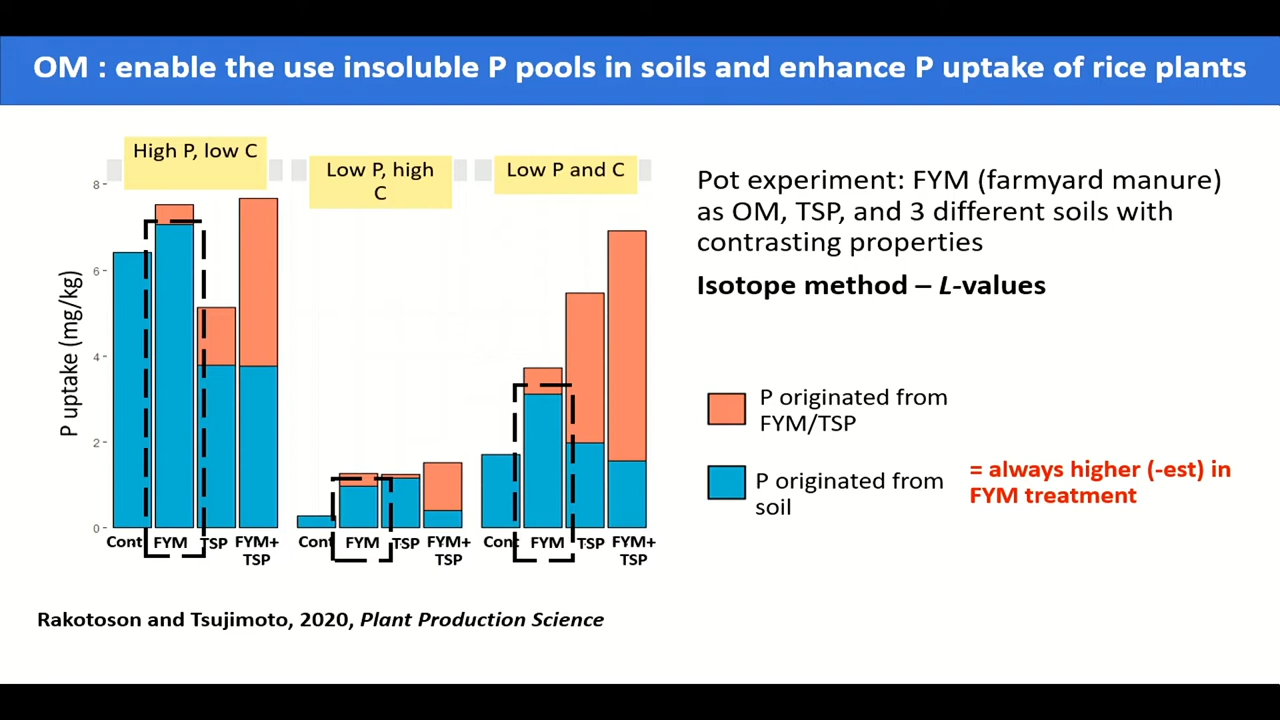 OM : enable the use insoluble P pools in soils and enhance P uptake of rice plants
High P, low C
Low P, high
C
Low P and C
8
6
4
2
0
P uptake (mg/kg)
Cont FYM TSP FYM+
TSP
Cont FYM TSP FYM+
TSP
Cont FYM TSP FYM+
TSP
Pot experiment: FYM (farmyard manure)
as OM, TSP, and 3 different soils with
contrasting properties
Isotope method – L-values
P originated from
FYM/TSP
P originated from
soil
= always higher (-est) in
FYM treatment
Rakotoson and Tsujimoto, 2020, Plant Production Science